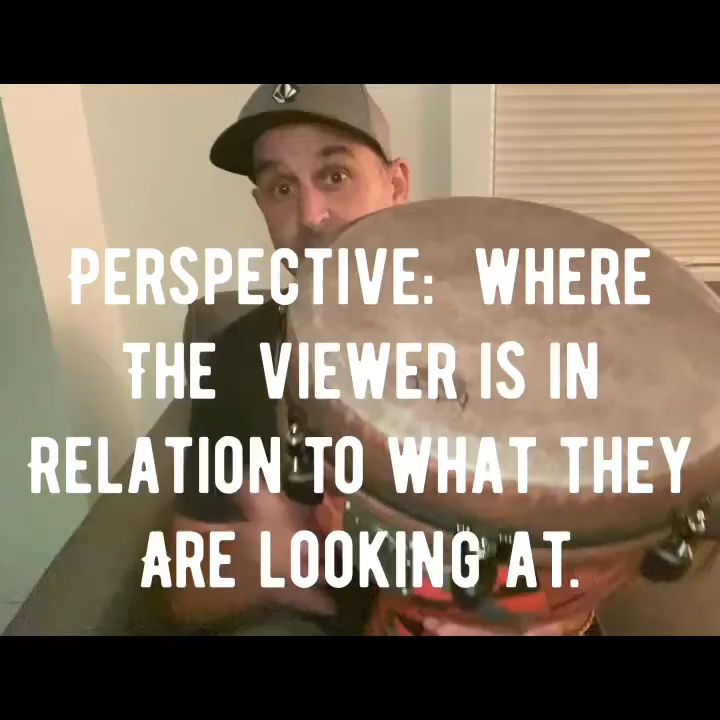 PERSPECTIVE: WHERE
THE VIEWER IS IN
RELATION TO WHAT THEY
ARE LOOKING AT.